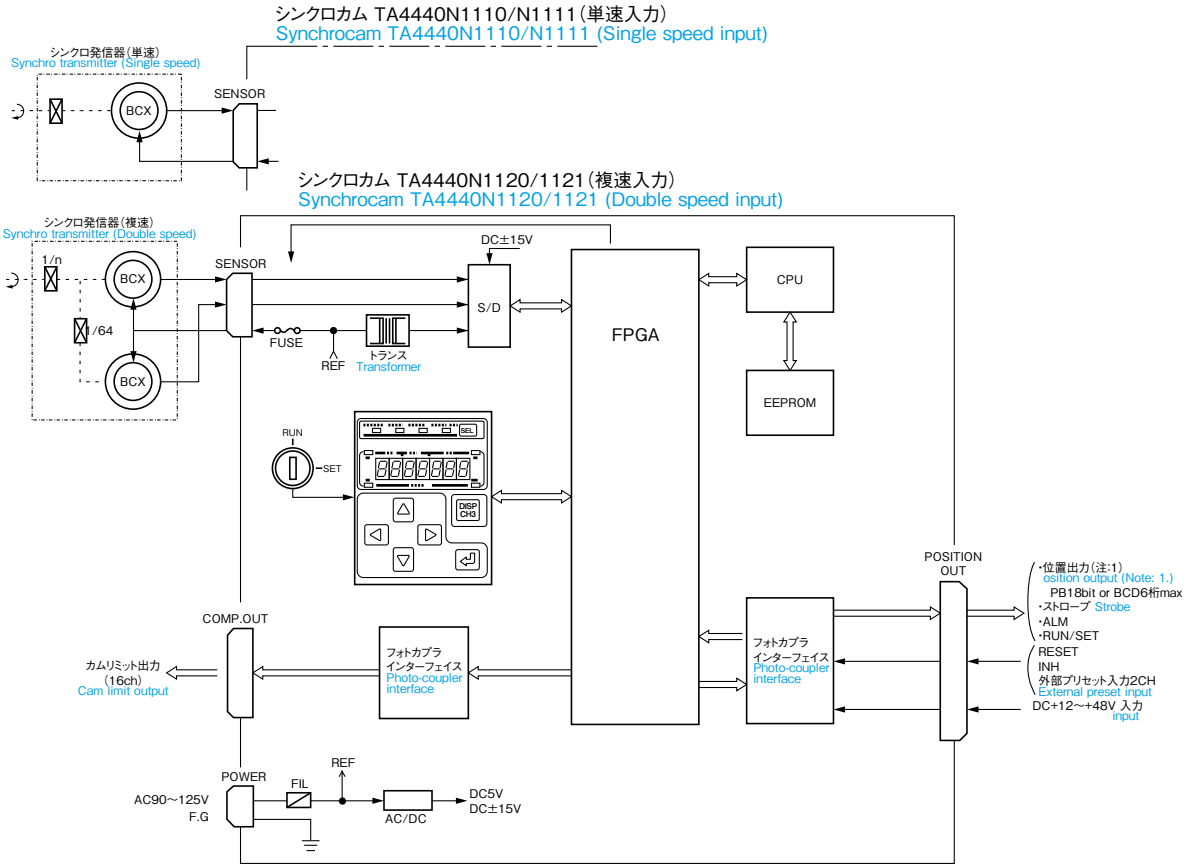 シンクロカム TA4440N1110/N1111(単速入力)
Synchrocam TA4440N1110/N1111 (Single speed input)
シンクロ発信器(単速)
Synchro transmitter (Single speed)
BCX
SENSOR
シンクロカム TA4440N1120/1121(複速入力)
Synchrocam TA4440N1120/1121 (Double speed input)
シンクロ発信器(複速)
Synchro transmitter (Double speed)
1/n
BCX
1/64
BCX
SENSOR
DC±15V
S/D
FUSE
REF
トランス
Transformer
FPGA
CPU
EEPROM
RUN
SET
SEL
DISP
CH3
COMP.OUT
カムリミット出力
(16ch)
Cam limit output
フォトカプラ
インターフェイス
Photo-coupler
interface
フォトカプラ
インターフェイス
Photo-coupler
interface
POSITION
OUT
・位置出力(注:1)
osition output (Note: 1.)
PB18bit or BCD6桁max
・ストローブ Strobe
・ALM
・RUN/SET
RESET
INH
外部プリセット入力2CH
External preset input
DC+12~+48V 入力
input
POWER
AC90~125V
F.G
FIL
REF
AC/DC
DC5V
DC±15V